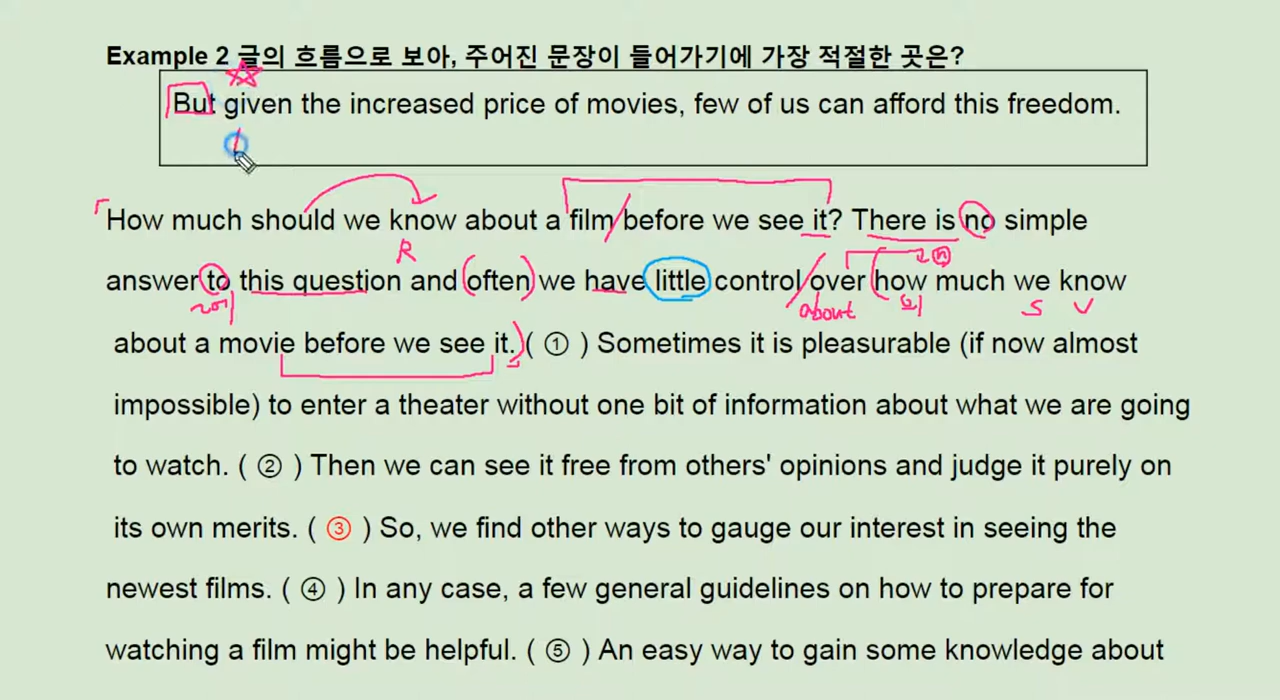 Example 2 글의 흐름으로 보아, 주어진 문장이 들어가기에 가장 적절한 곳은?
But given the increased price of movies, few of us can afford this freedom.
How much should we know about a film before we see it? There is no simple
R
answer to this question and often we have little control over how much we know
about
S V
about a movie before we see it. ( ① ) Sometimes it is pleasurable (if now almost
impossible) to enter a theater without one bit of information about what we are going
to watch. ( ② ) Then we can see it free from others' opinions and judge it purely on
its own merits. ( ③ ) So, we find other ways to gauge our interest in seeing the
newest films. ( ④ ) In any case, a few general guidelines on how to prepare for
watching a film might be helpful. ( ⑤ ) An easy way to gain some knowledge about